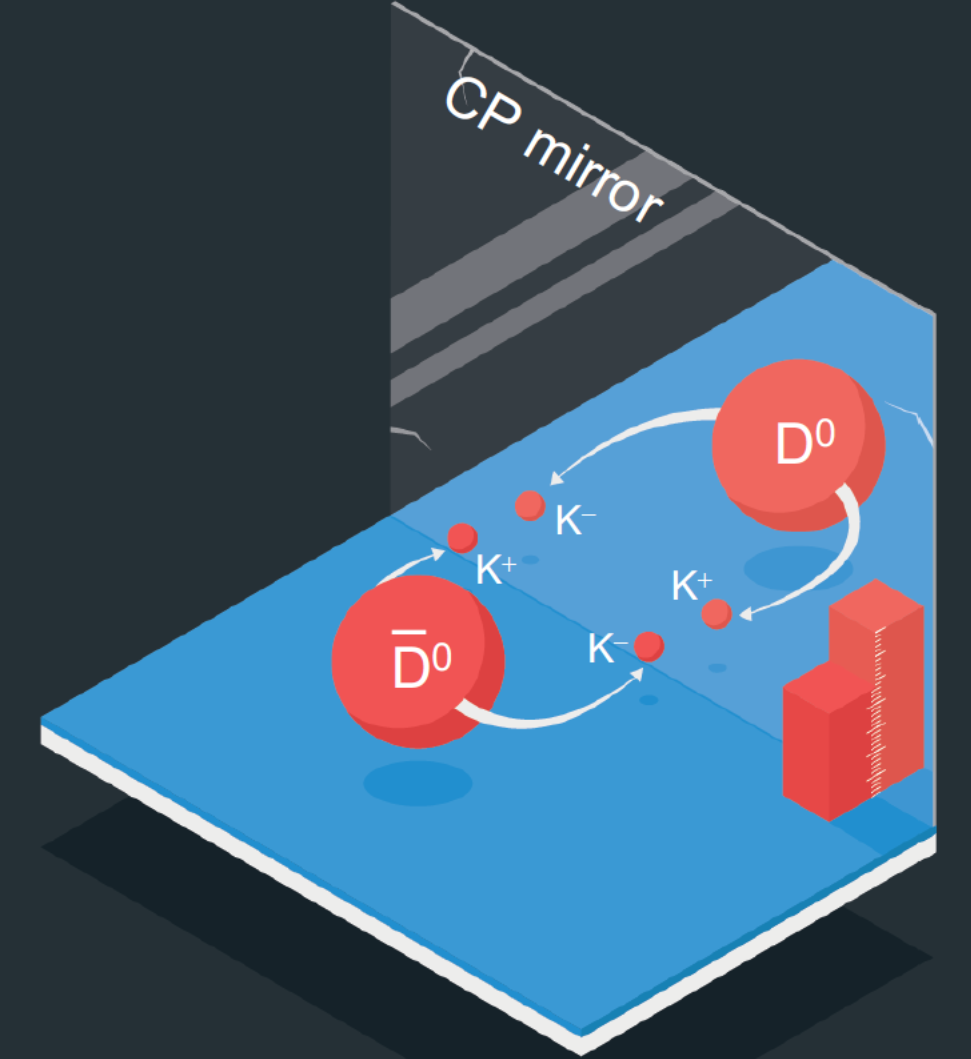 CP mirror
D⁰
K⁻
K⁺
K⁺
K⁻
D̅⁰